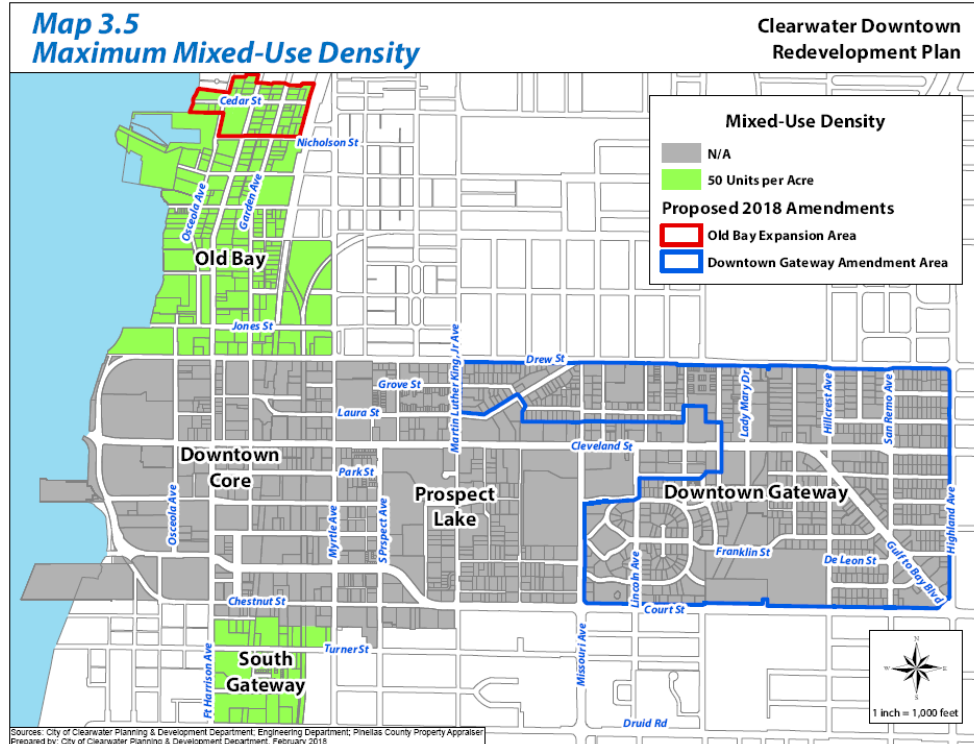 Map 3.5
Maximum Mixed-Use Density
Clearwater Downtown
Redevelopment Plan
Mixed-Use Density
N/A
50 Units per Acre
Proposed 2018 Amendments
Old Bay Expansion Area
Downtown Gateway Amendment Area
Cedar St
Nicholson St
Osceola Ave
Garden Ave
Old Bay
Jones St
Drew St
Martin Luther King, Jr Ave
Grove St
Laura St
Lady Mary Dr
Hillcrest Ave
San Remo Ave
Cleveland St
Downtown
Core
Park St
Prospect
Lake
Downtown Gateway
Osceola Ave
Myrtle Ave
S Prspect Ave
Highland Ave
Franklin St
De Leon St
Gulf to Bay Blvd
Lincoln Ave
Chestnut St
Court St
Turner St
South
Gateway
Ft Harrison Ave
Missouri Ave
Druid Rd
N
W
E
S
1 inch = 1,000 feet
Sources: City of Clearwater Planning & Development Department; Engineering Department; Pinellas County Property Appraiser
Prepared by: City of Clearwater Planning & Development Department, February 2018